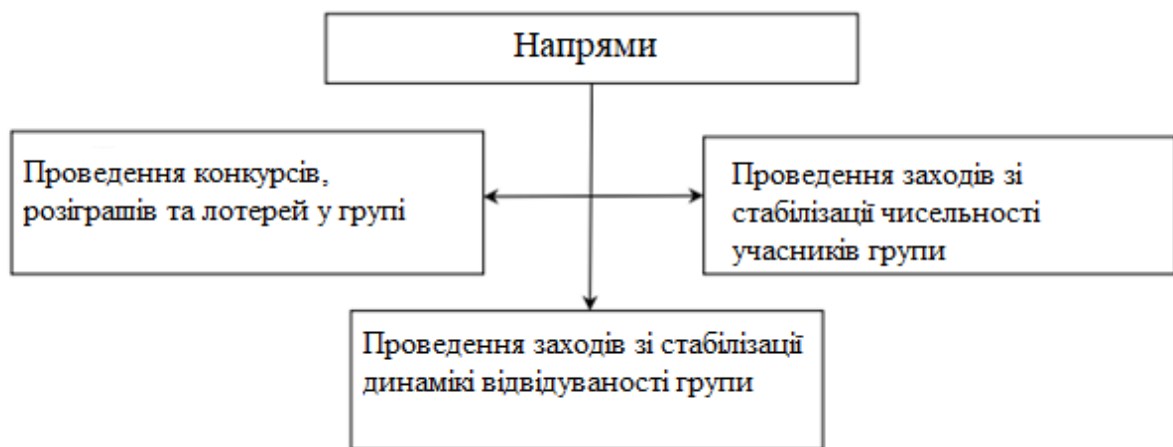 Напрями
Проведення конкурсів,
розіграшів та лотерей у групі
Проведення заходів зі
стабілізації чисельності
учасників групи
Проведення заходів зі стабілізації
динамікі відвідуваності групи